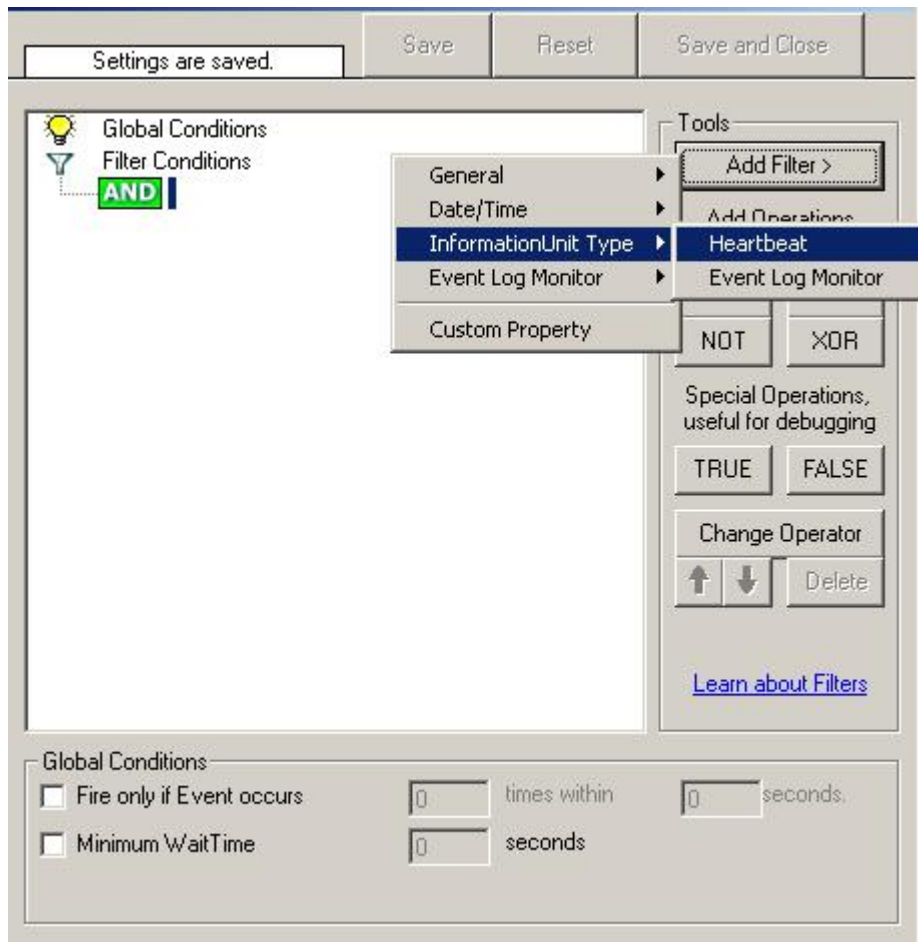 Settings are saved.
Save
Reset
Save and Close
Global Conditions
Filter Conditions
AND
General
Date/Time
InformationUnit Type
Event Log Monitor
Custom Property
Heartbeat
Event Log Monitor
Tools
Add Filter >
Add Operations
NOT
XOR
Special Operations,
useful for debugging
TRUE
FALSE
Change Operator
Delete
Learn about Filters
Global Conditions
Fire only if Event occurs
0
times within
0
seconds.
Minimum WaitTime
0
seconds